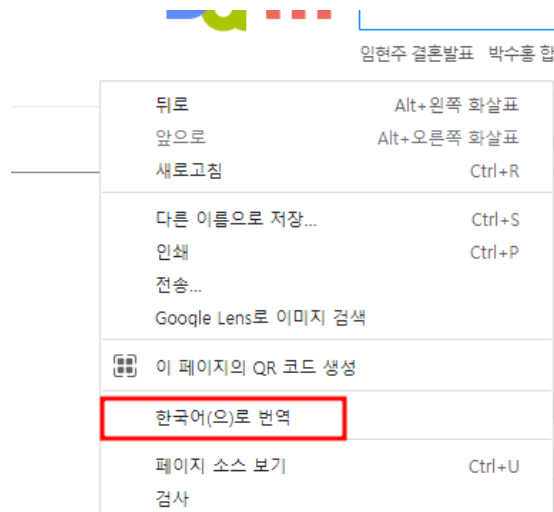 임현주 결혼발표 박수홍 합
뒤로 Alt+왼쪽 화살표
앞으로 Alt+오른쪽 화살표
새로고침 Ctrl+R
다른 이름으로 저장... Ctrl+S
인쇄 Ctrl+P
전송...
Google Lens로 이미지 검색
이 페이지의 QR 코드 생성
한국어(으)로 번역
페이지 소스 보기 Ctrl+U
검사